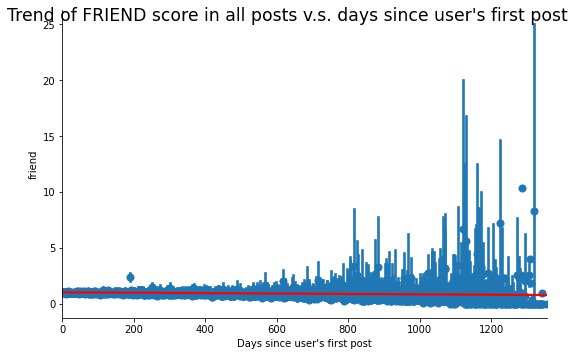 Trend of FRIEND score in all posts v.s. days since user's first post
25
20
15
10
5
0
friend
0 200 400 600 800 1000 1200
Days since user's first post